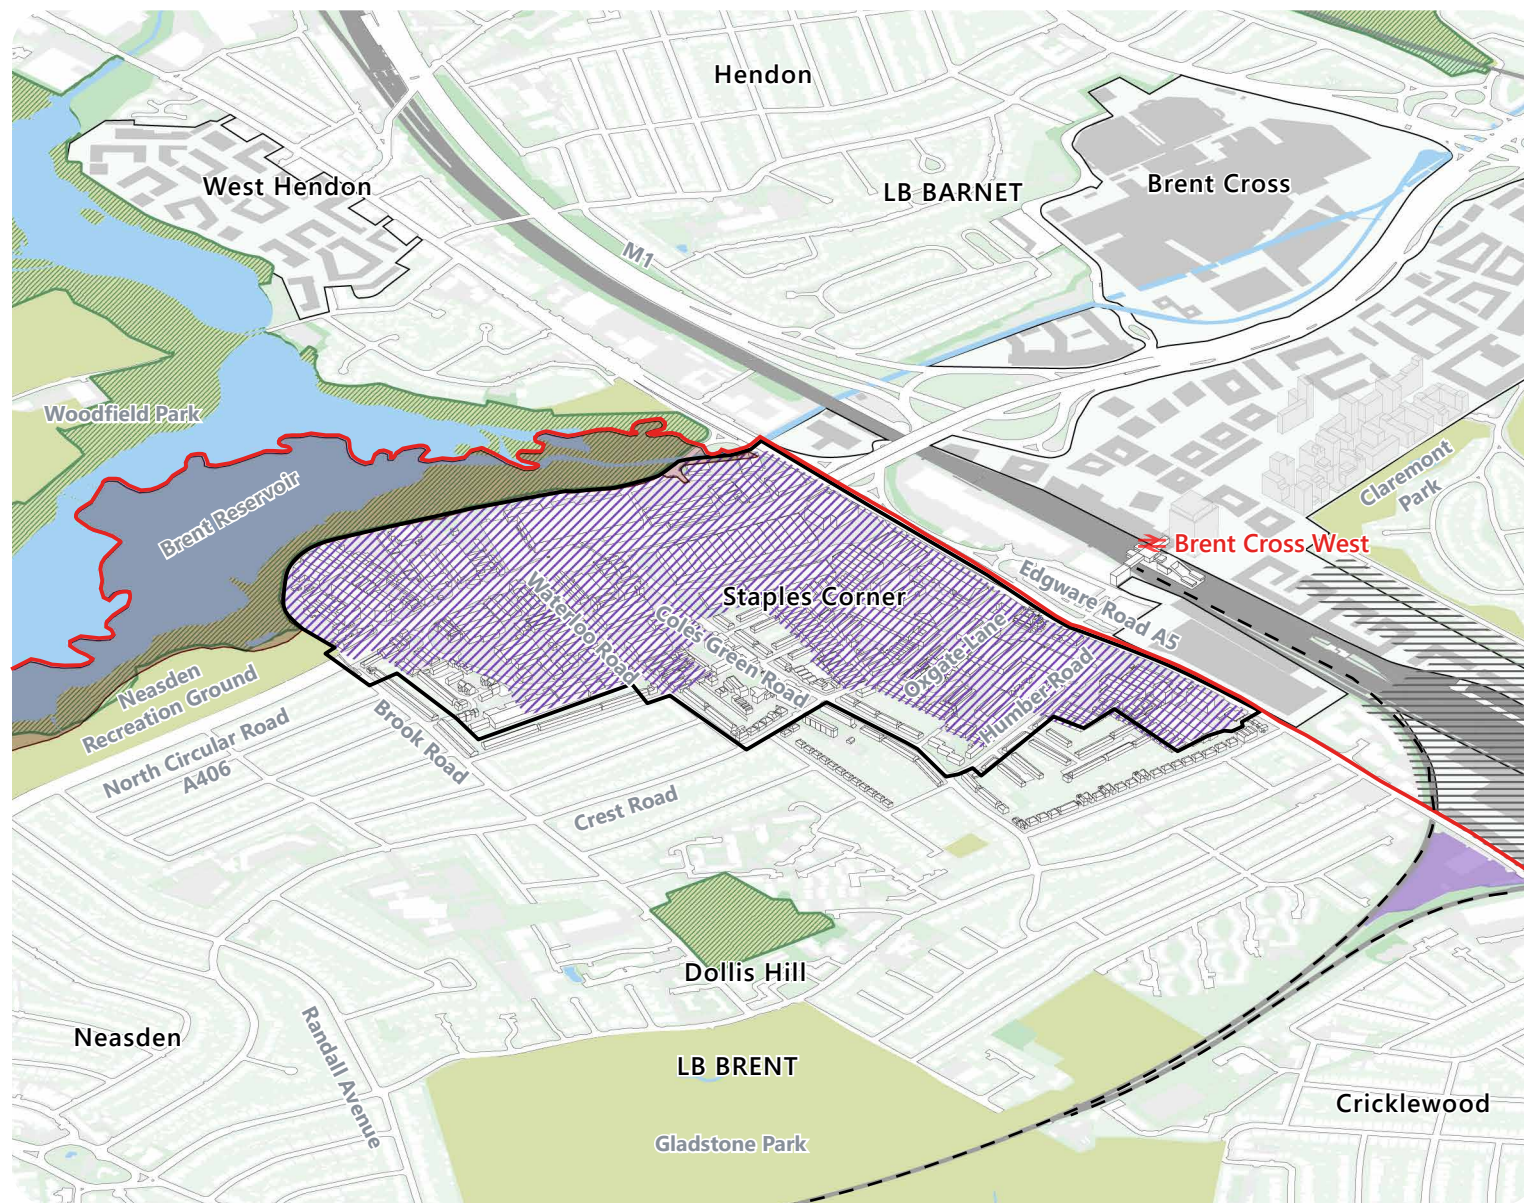 Hendon
West Hendon
LB BARNET
Brent Cross
M1
Woodfield Park
Claremont
Park
Brent Reservoir
Brent Cross West
Edgware Road A5
Staples Corner
Waterloo Road
Coles Green Road
Oxgate Lane
Humber Road
Neasden
Recreation Ground
North Circular Road
A406
Brook Road
Crest Road
Dollis Hill
Neasden
Randall Avenue
LB BRENT
Cricklewood
Gladstone Park